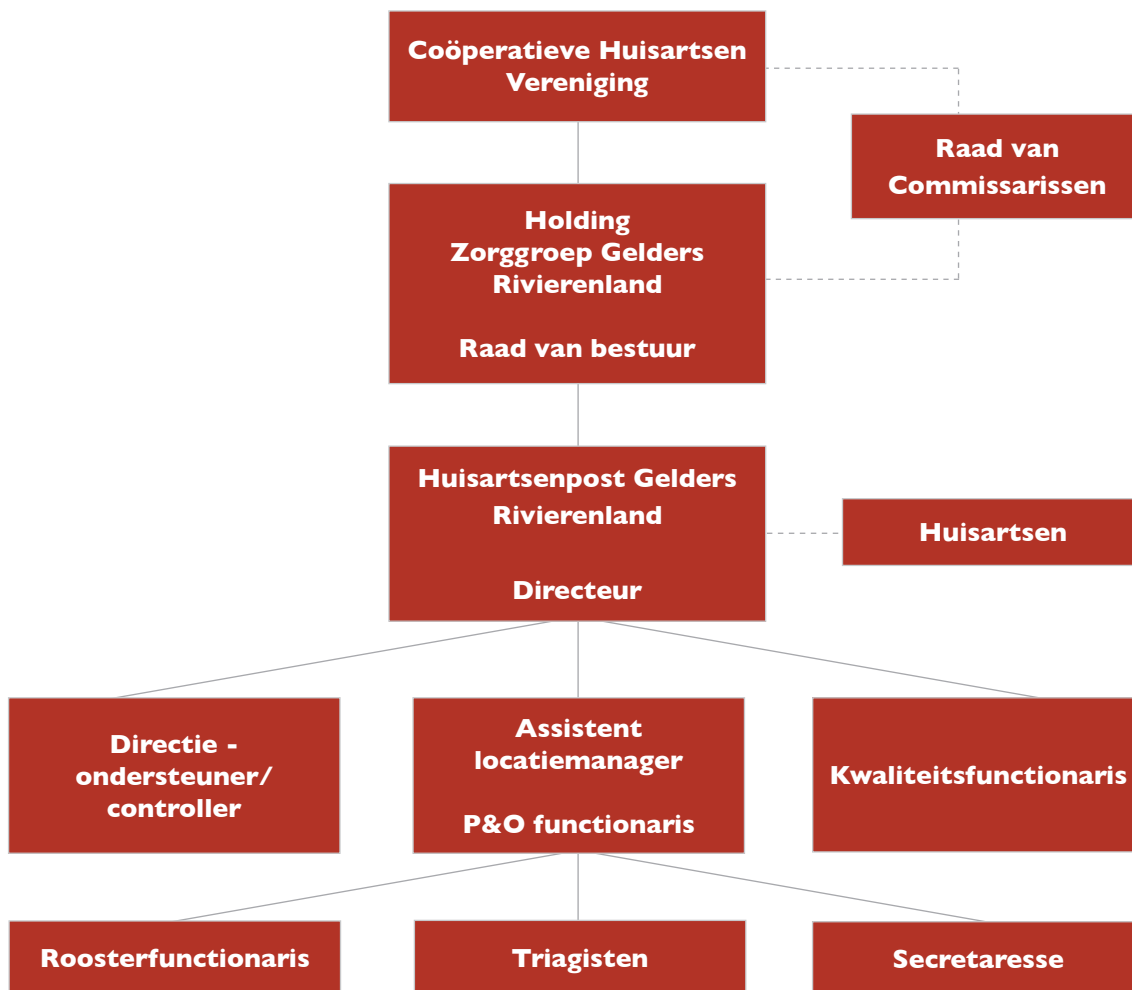 Coöperatieve Huisartsen
Vereniging
Raad van
Commissarissen
Holding
Zorggroep Gelders
Rivierenland
Raad van bestuur
Huisartsenpost Gelders
Rivierenland
Directeur
Huisartsen
Directie -
ondersteuner/
controller
Assistent
locatiemanager
P&O functionaris
Kwaliteitsfunctionaris
Roosterfunctionaris
Triagisten
Secretaresse